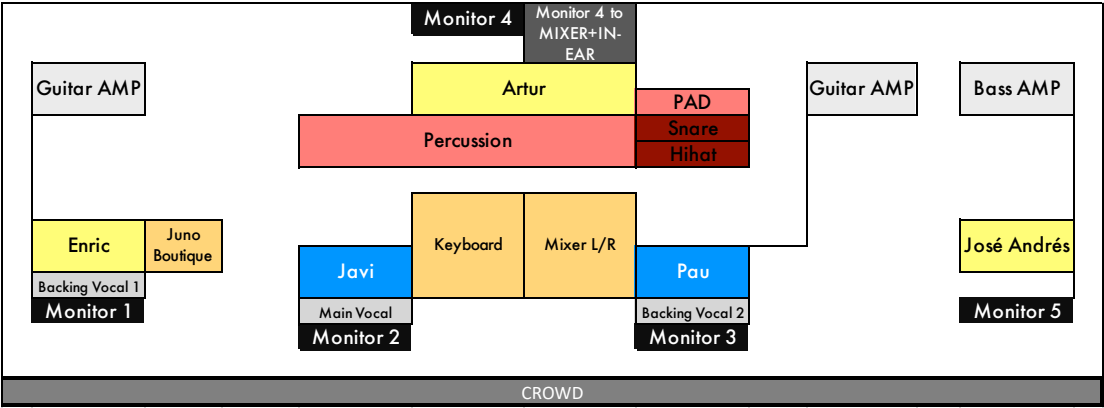 Monitor 4
Monitor 4 to
MIXER+IN-
EAR
Guitar AMP
Artur
PAD
Guitar AMP
Bass AMP
Percussion
Snare
Hihat
Enric
Juno
Boutique
Keyboard
Mixer L/R
José Andrés
Javi
Pau
Backing Vocal 1
Monitor 1
Main Vocal
Backing Vocal 2
Monitor 5
Monitor 2
Monitor 3
CROWD